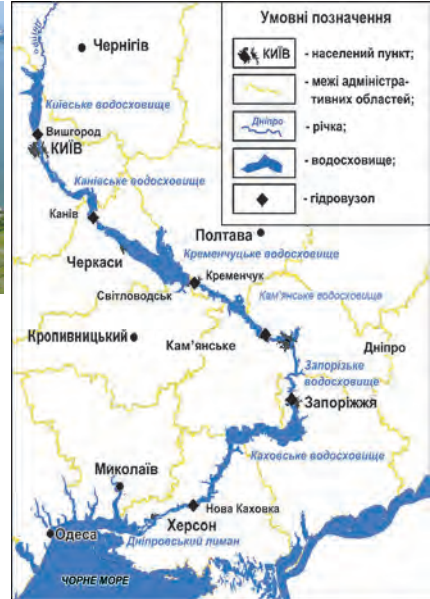 Умовні позначення
КИЇВ
- населений пункт;
- межі адміністра-
тивних областей;
Дніпро
- річка;
- водосховище;
- гідровузол
Чернігів
Київське водосховище
Вишгород
КИЇВ
Канівське водосховище
Канів
Полтава
Кременчуцьке водосховище
Черкаси
Кременчук
Світловодськ
Кам'янське водосховище
Кропивницький
Кам'янське
Дніпро
Запорізьке
водосховище
Запоріжжя
Каховське водосховище
Миколаїв
Нова Каховка
Херсон
Одеса
Дніпровський лиман
ЧОРНЕ МОРЕ